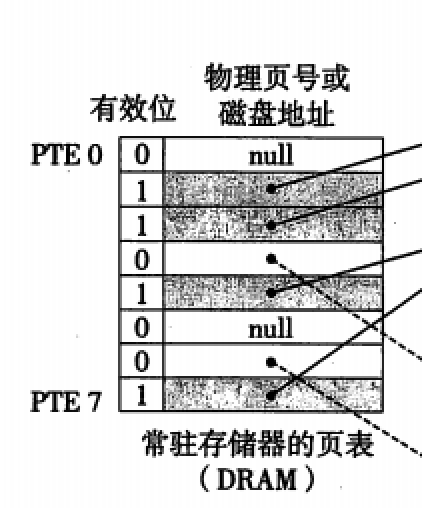 物理页号或
有效位 磁盘地址
PTE 0 0 null
1
1
0
1
0 null
0
PTE 7 1
常驻存储器的页表
（DRAM）